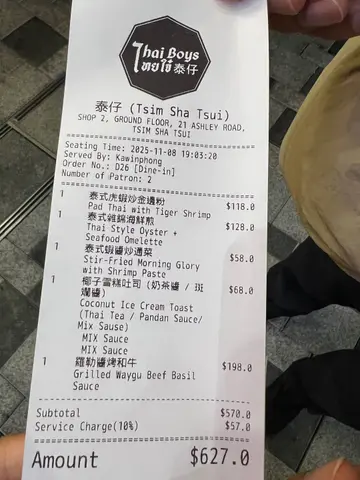 Thai Boys
ไทยใช้ 泰仔
泰仔 (Tsim Sha Tsui)
SHOP 2, GROUND FLOOR, 21 ASHLEY ROAD,
TSIM SHA TSUI
Seating Time: 2025-11-08 19:03:20
Served By: Kawinphong
Order No.: D26 [Dine-in]
Number of Patron: 2
1 泰式虎蝦炒金邊粉
Pad Thai with Tiger Shrimp $118.0
1 泰式雜錦海鮮煎 $128.0
Thai Style Oyster +
Seafood Omelette
1 泰式蝦醬炒通菜 $58.0
Stir-Fried Morning Glory
with Shrimp Paste
1 椰子雪糕吐司 (奶茶醬 / 斑 $68.0
斕醬)
Coconut Ice Cream Toast
(Thai Tea / Pandan Sauce/
Mix Sause)
MIX Sauce
MIX Sauce
1 羅勒醬烤和牛 $198.0
Grilled Waygu Beef Basil
Sauce
Subtotal $570.0
Service Charge(10%) $57.0
Amount $627.0